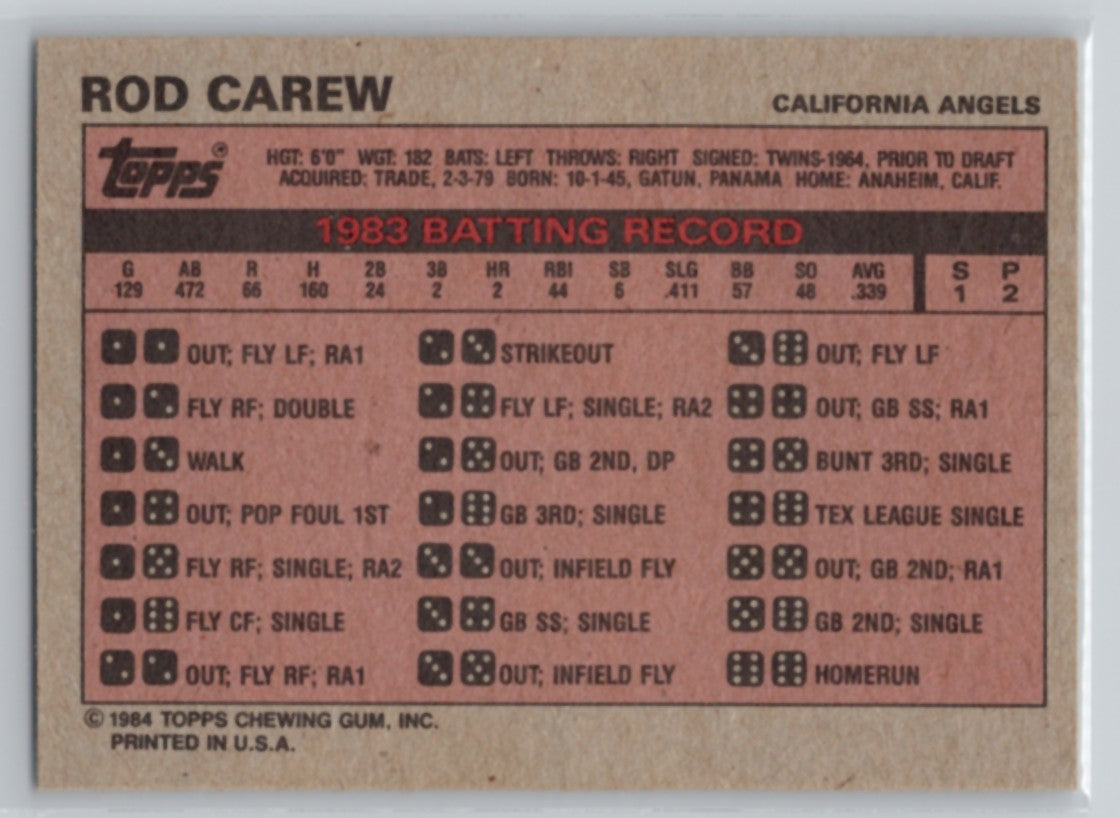 ROD CAREW
CALIFORNIA ANGELS
Topps®
HGT: 6'0" WGT: 182 BATS: LEFT THROWS: RIGHT SIGNED: TWINS-1964, PRIOR TO DRAFT
ACQUIRED: TRADE, 2-3-79 BORN: 10-1-45, GATUN, PANAMA HOME: ANAHEIM, CALIF.
1983 BATTING RECORD
G AB R H 2B 3B HR RBI SB SLG BB SO AVG S P
129 472 66 160 24 2 2 44 6 .411 57 48 .339 1 2
OUT; FLY LF; RA1
FLY RF; DOUBLE
WALK
OUT; POP FOUL 1ST
FLY RF; SINGLE; RA2
FLY CF; SINGLE
OUT; FLY RF; RA1
STRIKEOUT
FLY LF; SINGLE; RA2
OUT; GB 2ND, DP
GB 3RD; SINGLE
OUT; INFIELD FLY
GB SS; SINGLE
OUT; INFIELD FLY
OUT; FLY LF
OUT; GB SS; RA1
BUNT 3RD; SINGLE
TEX LEAGUE SINGLE
OUT; GB 2ND; RA1
GB 2ND; SINGLE
HOMERUN
© 1984 TOPPS CHEWING GUM, INC.
PRINTED IN U.S.A.